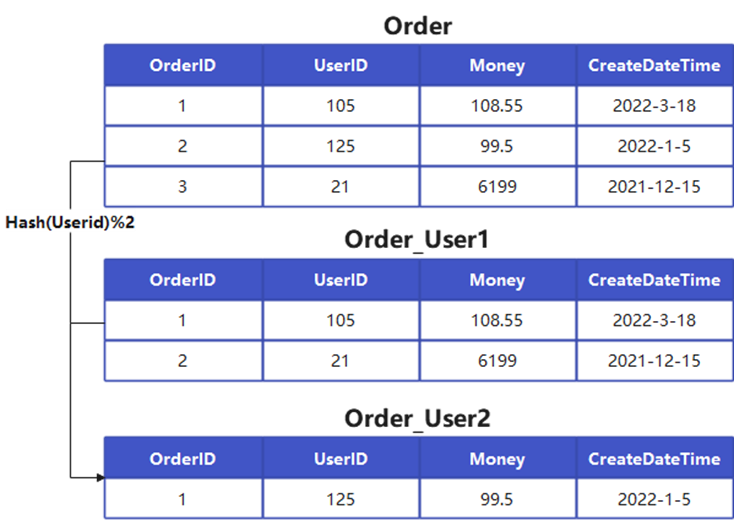 Order
OrderID UserID Money CreateDateTime
1 105 108.55 2022-3-18
2 125 99.5 2022-1-5
3 21 6199 2021-12-15
Hash(Userid)%2
Order_User1
OrderID UserID Money CreateDateTime
1 105 108.55 2022-3-18
2 21 6199 2021-12-15
Order_User2
OrderID UserID Money CreateDateTime
1 125 99.5 2022-1-5